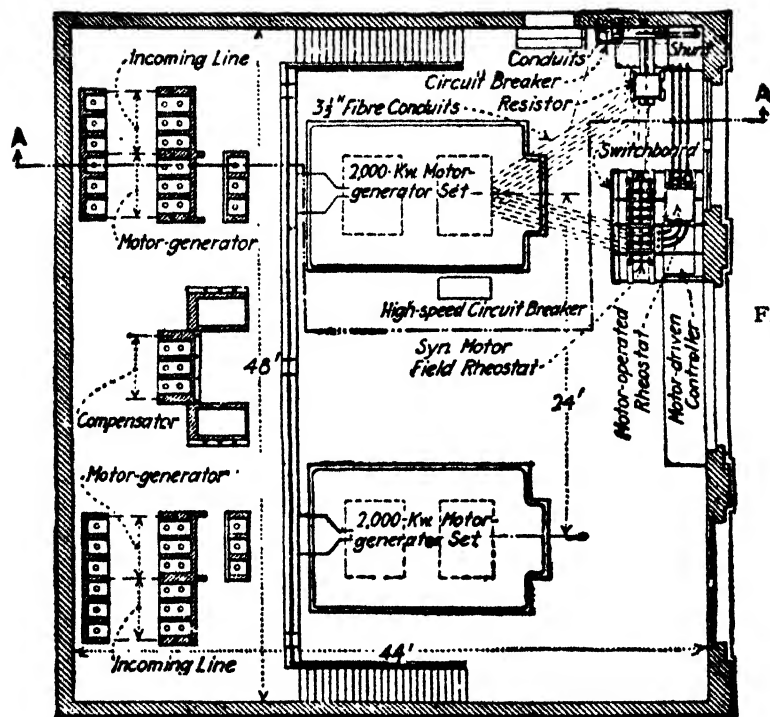 Incoming Line
Conduits
Shunt
Circuit Breaker
Resistor
3½" Fibre Conduits
A
A
Switchboard
2,000-Kw. Motor-
generator Set
Motor-generator
High-speed Circuit Breaker
F
Syn. Motor
Field Rheostat
48'
24'
Motor-operated
Rheostat
Motor-driven
Controller
Compensator
Motor-generator
2,000-Kw. Motor-
generator Set
Incoming Line
44'